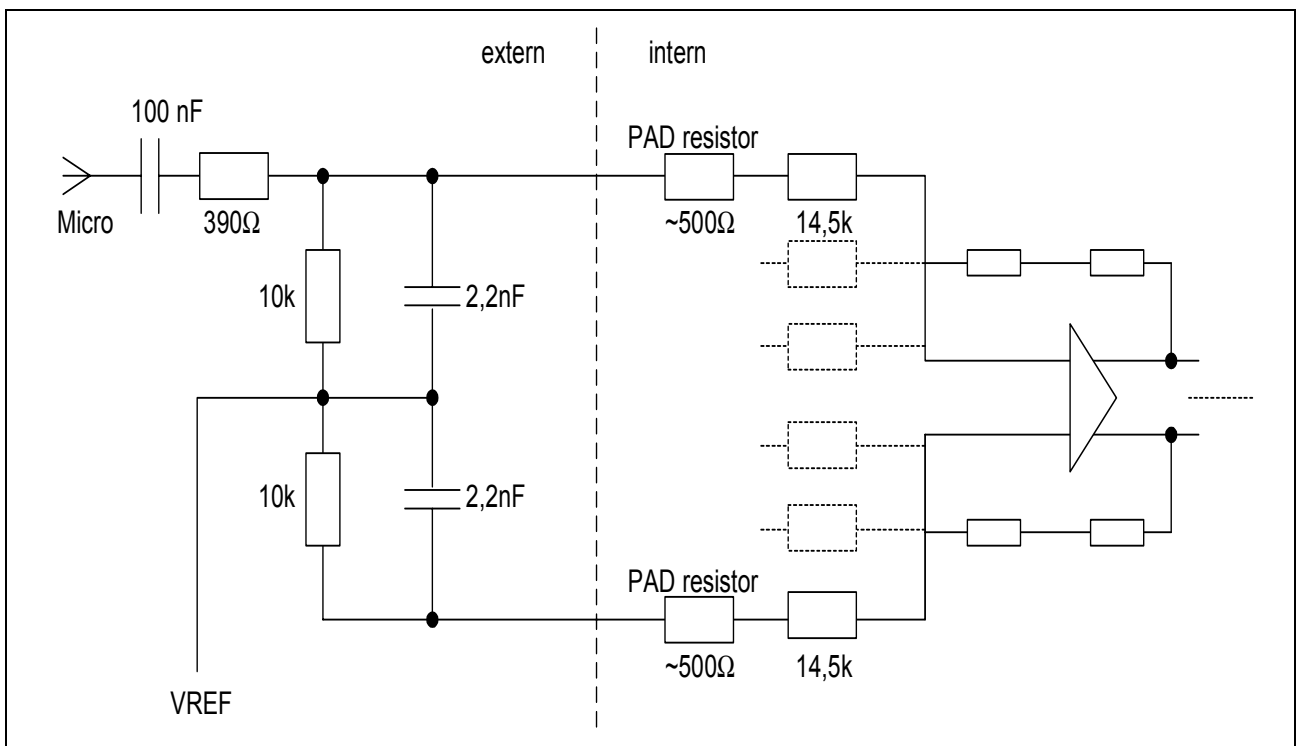 extern
intern
100 nF
PAD resistor
Micro
390Ω
~500Ω
14,5k
10k
2,2nF
10k
2,2nF
PAD resistor
~500Ω
14,5k
VREF